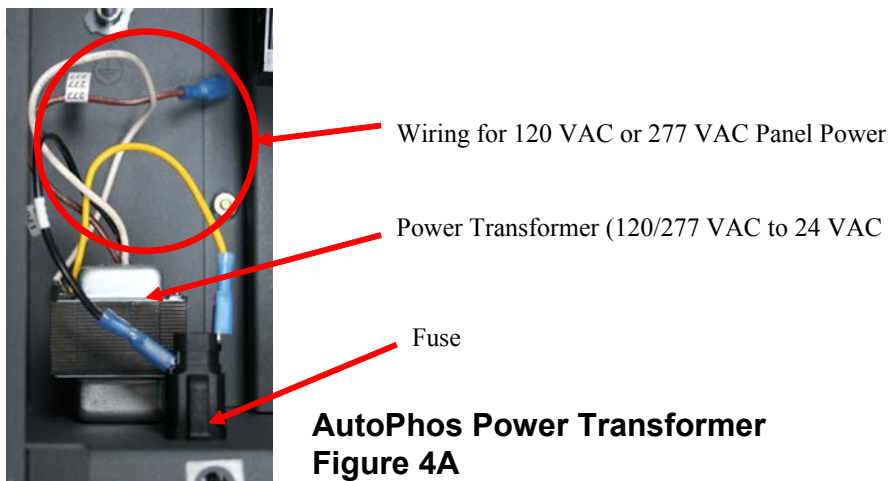 277
Wiring for 120 VAC or 277 VAC Panel Power
Power Transformer (120/277 VAC to 24 VAC
Fuse
AutoPhos Power Transformer
Figure 4A